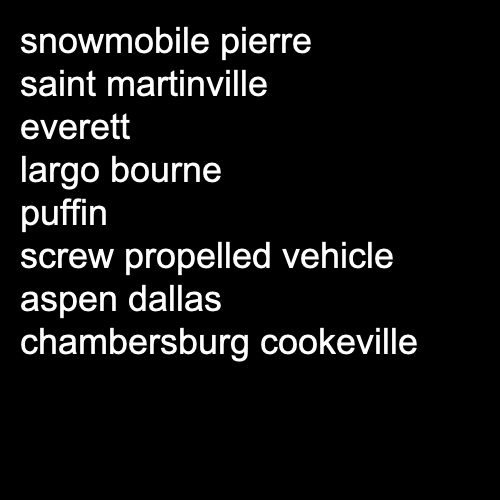 snowmobile pierre
saint martinville
everett
largo bourne
puffin
screw propelled vehicle
aspen dallas
chambersburg cookeville